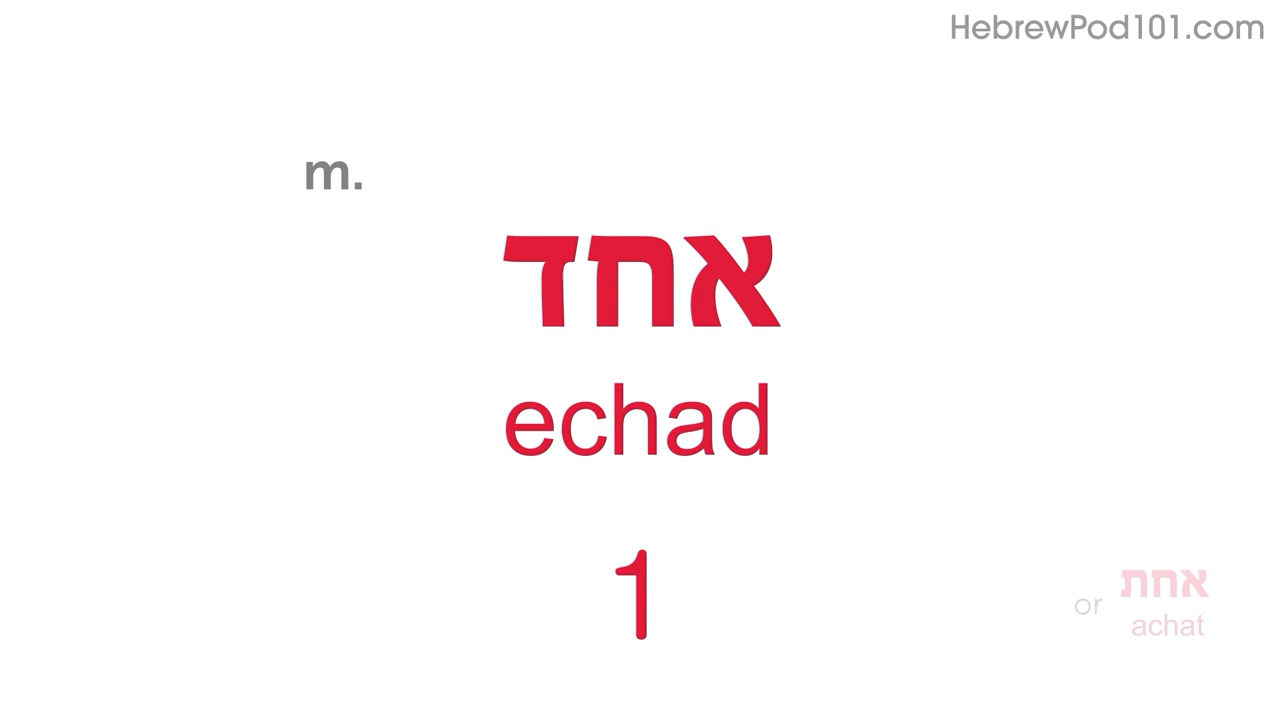 HebrewPod101.com
m.
אחד
echad
1
or אחת
achat